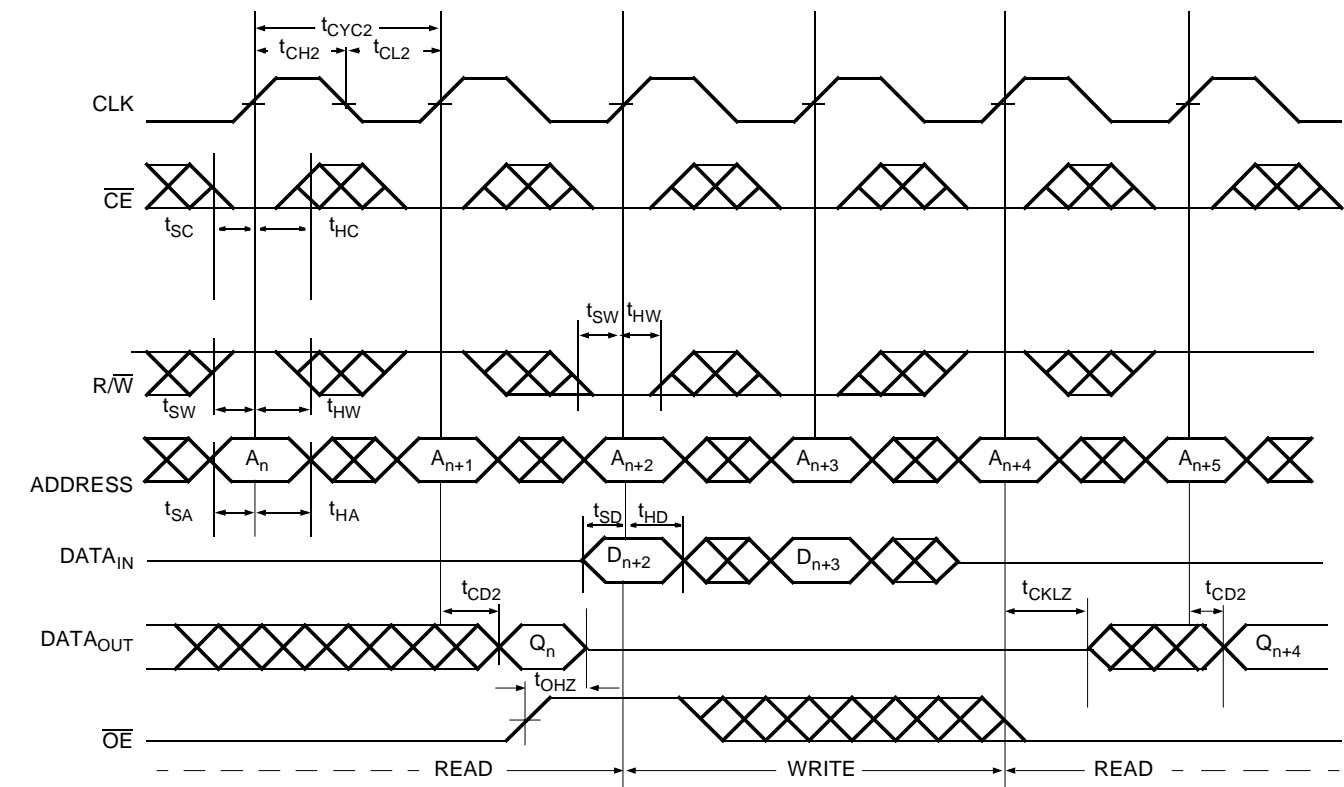 tCYC2
tCH2 tCL2
CLK
CE
tSC tHC
tSW tHW
R/W
tSW tHW
An An+1 An+2 An+3 An+4 An+5
ADDRESS
tSA tHA tSD tHD
DATAIN Dn+2 Dn+3
tCD2 tCKLZ tCD2
DATAOUT Qn Qn+4
tOHZ
OE
READ WRITE READ